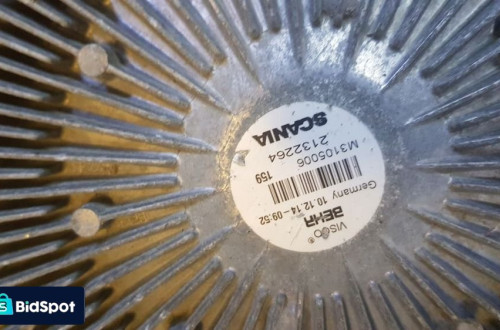 SCANIA
2132264
M3105006
159
Germany 10.12.14-09:52
BEHR
VISCO
BidSpot